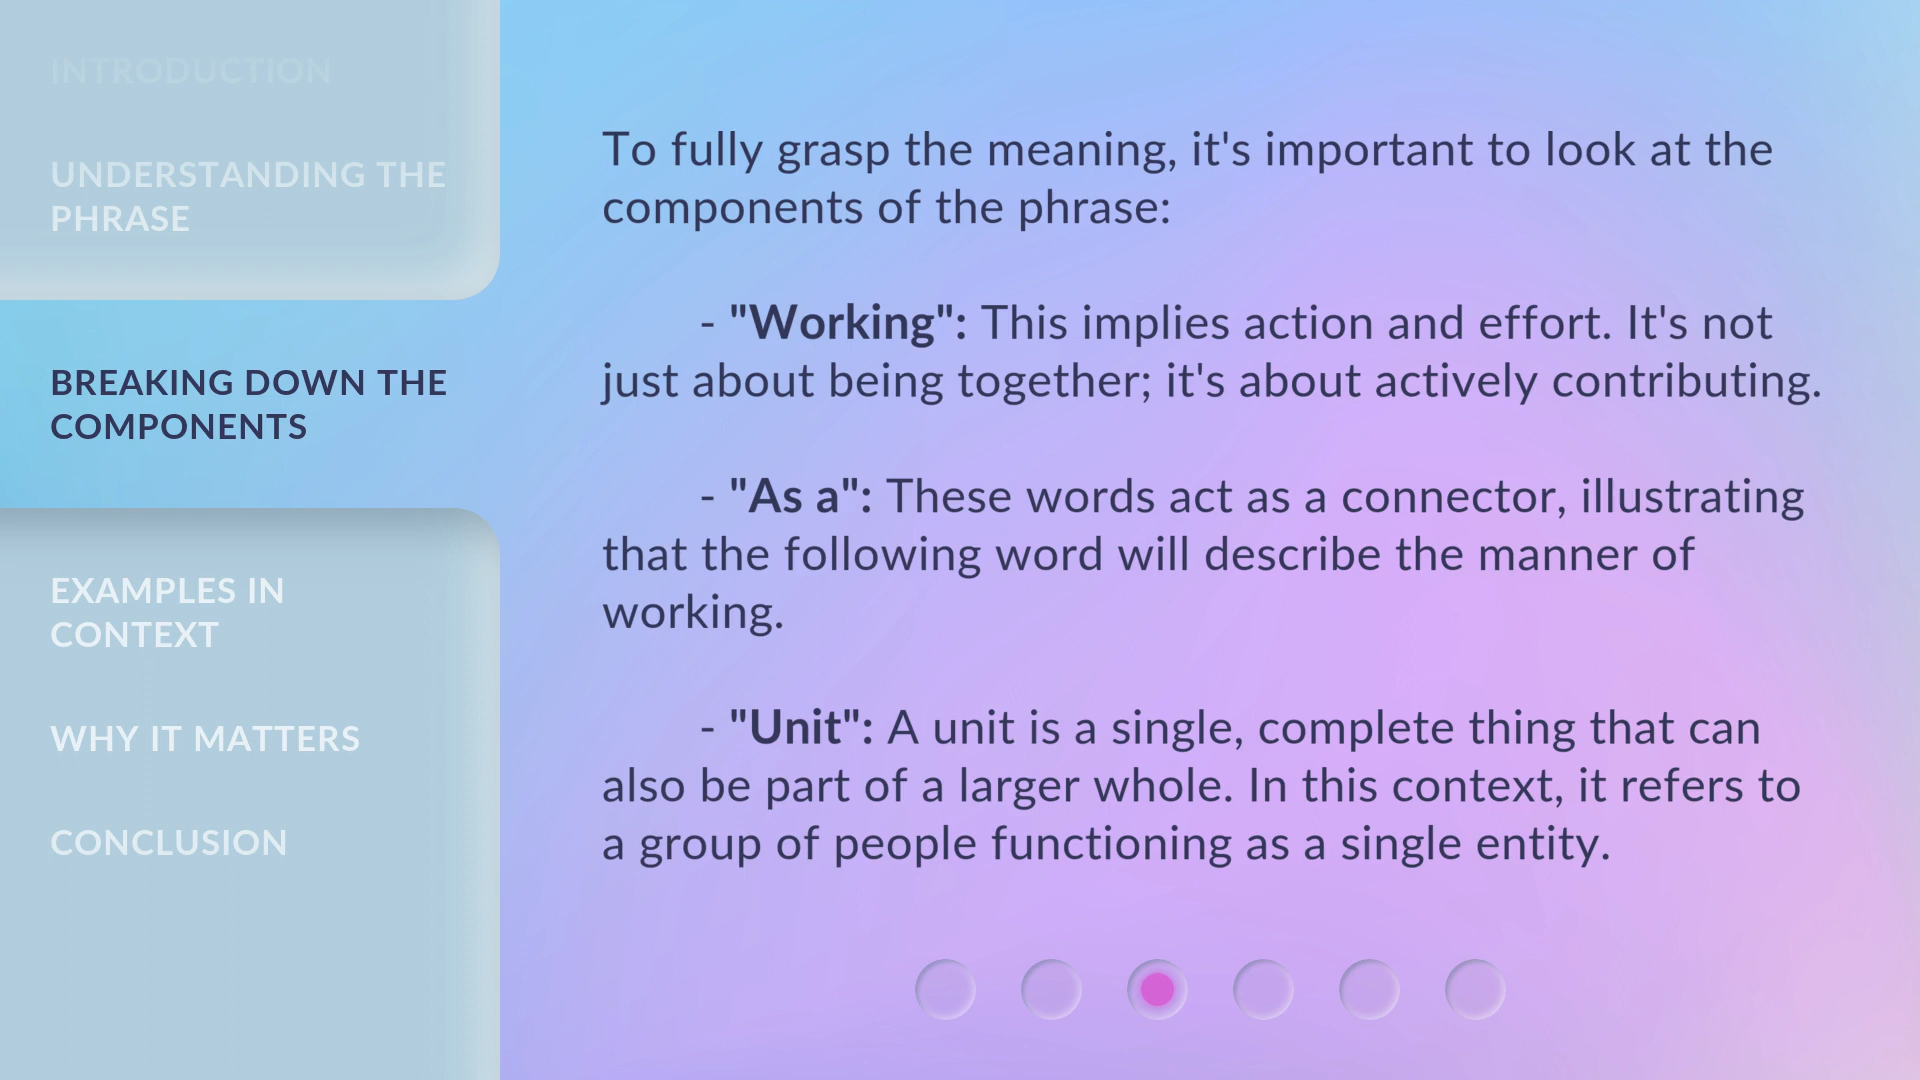 INTRODUCTION
UNDERSTANDING THE
PHRASE
BREAKING DOWN THE
COMPONENTS
EXAMPLES IN
CONTEXT
WHY IT MATTERS
CONCLUSION
To fully grasp the meaning, it's important to look at the
components of the phrase:
- "Working": This implies action and effort. It's not
just about being together; it's about actively contributing.
- "As a": These words act as a connector, illustrating
that the following word will describe the manner of
working.
- "Unit": A unit is a single, complete thing that can
also be part of a larger whole. In this context, it refers to
a group of people functioning as a single entity.